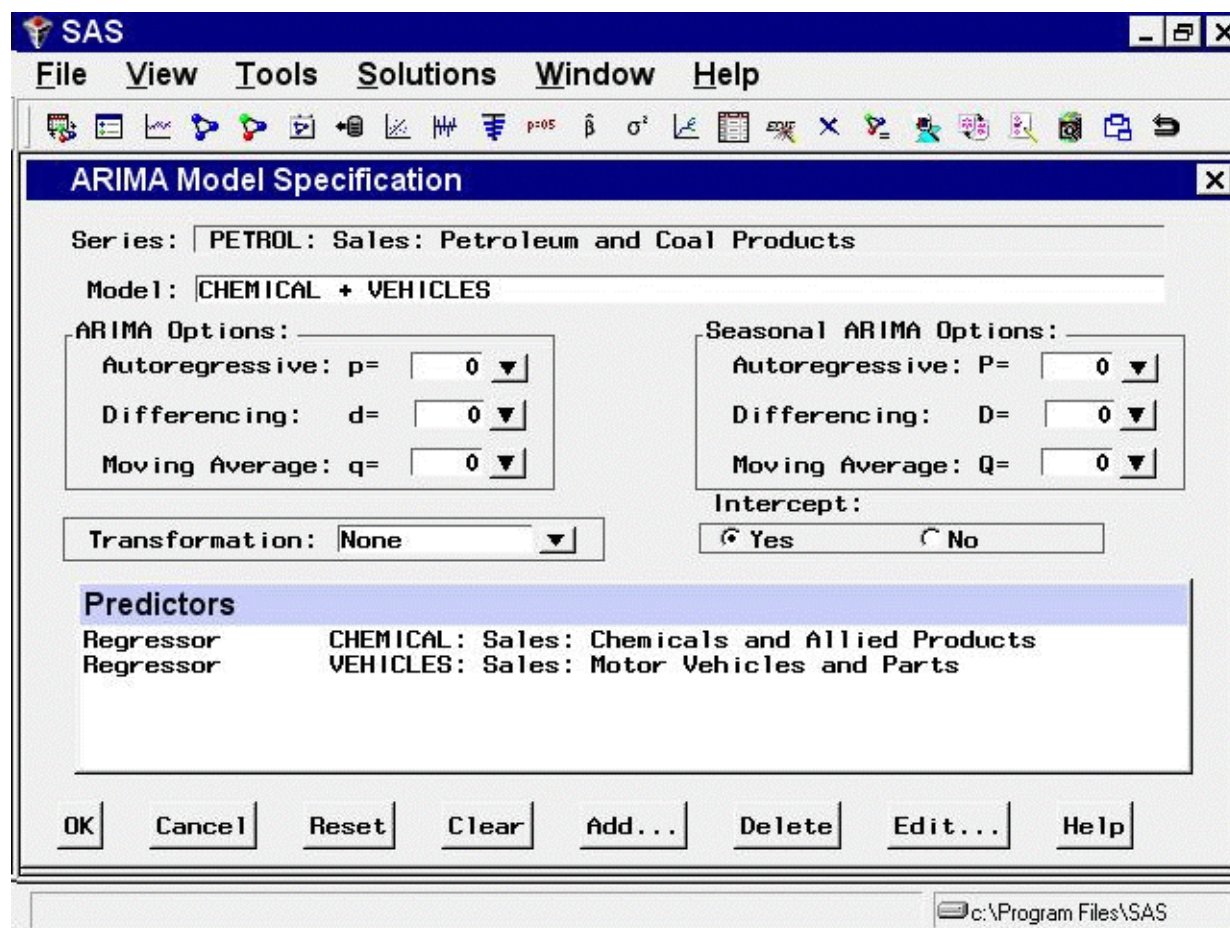 SAS
File View Tools Solutions Window Help
p=05 β̂ σ²
ARIMA Model Specification
Series: PETROL: Sales: Petroleum and Coal Products
Model: CHEMICAL + VEHICLES
ARIMA Options:
Autoregressive: p= 0
Differencing: d= 0
Moving Average: q= 0
Seasonal ARIMA Options:
Autoregressive: P= 0
Differencing: D= 0
Moving Average: Q= 0
Transformation: None
Intercept:
Yes No
Predictors
Regressor CHEMICAL: Sales: Chemicals and Allied Products
Regressor VEHICLES: Sales: Motor Vehicles and Parts
OK Cancel Reset Clear Add... Delete Edit... Help
c:\Program Files\SAS